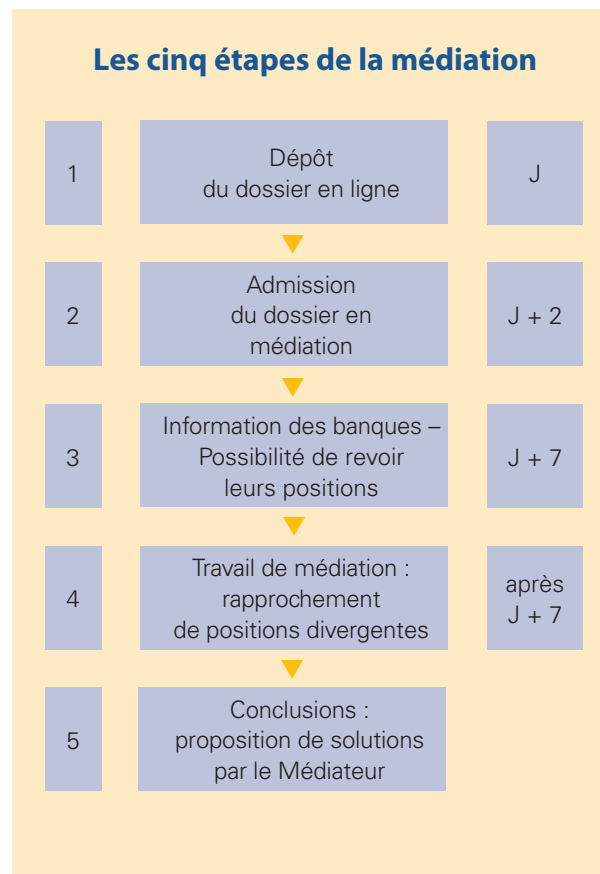 Les cinq étapes de la médiation
1
Dépôt
du dossier en ligne
J
2
Admission
du dossier en
médiation
J + 2
3
Information des banques –
Possibilité de revoir
leurs positions
J + 7
4
Travail de médiation :
rapprochement
de positions divergentes
après
J + 7
5
Conclusions :
proposition de solutions
par le Médiateur